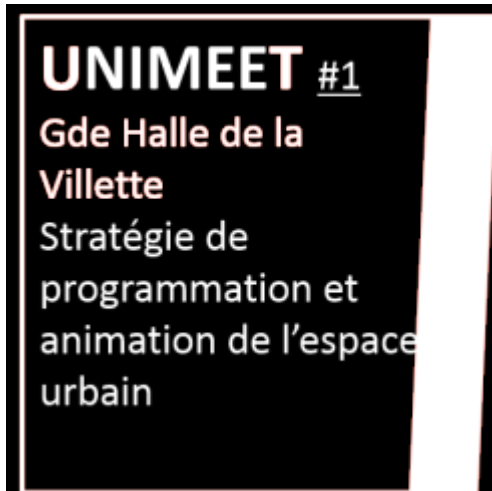 UNIMEET #1
Gde Halle de la
Villette
Stratégie de
programmation et
animation de l’espace
urbain